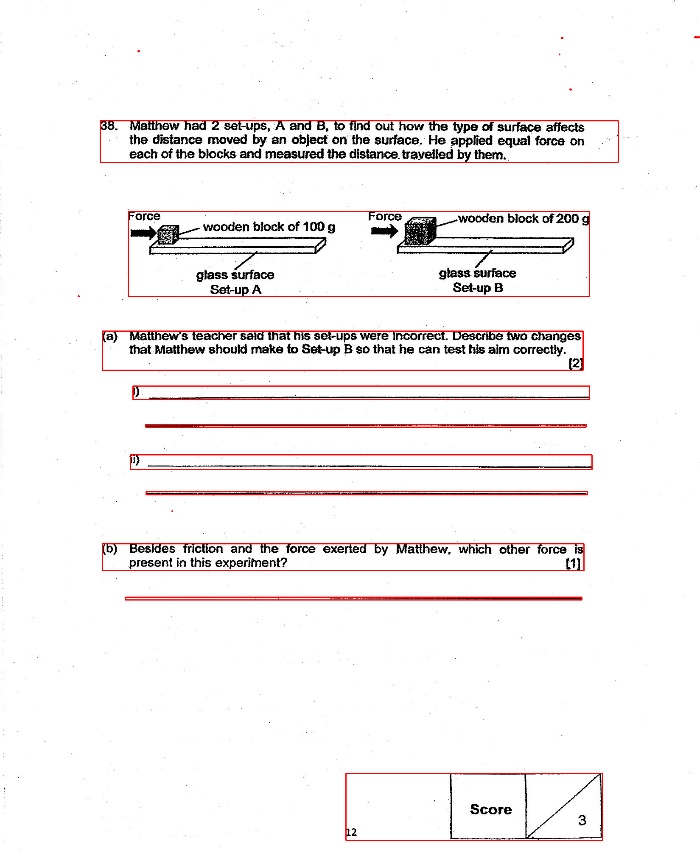 38. Matthew had 2 set-ups, A and B, to find out how the type of surface affects
the distance moved by an object on the surface. He applied equal force on
each of the blocks and measured the distance travelled by them.
Force
wooden block of 100 g
glass surface
Set-up A
Force
wooden block of 200 g
glass surface
Set-up B
(a) Matthew's teacher said that his set-ups were incorrect. Describe two changes
that Matthew should make to Set-up B so that he can test his aim correctly.
[2]
i)
ii)
(b) Besides friction and the force exerted by Matthew, which other force is
present in this experiment? [1]
Score
3
12